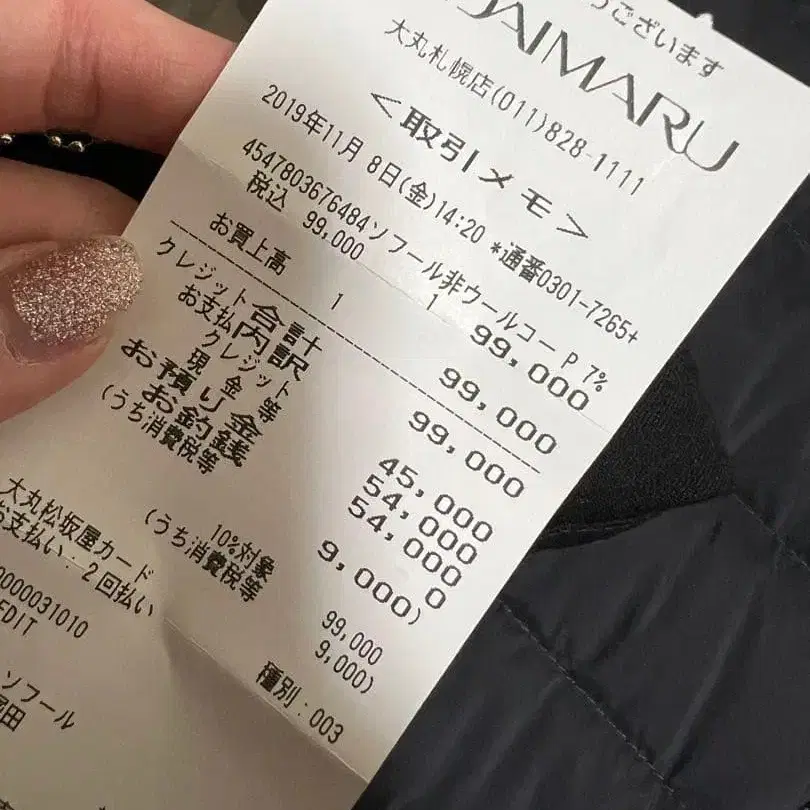 うございます
DAIMARU
大丸札幌店(011)828-1111
<取引メモ>
2019年11月 8日(金)14:20 *通番0301-7265+
4547803676484ソフール非ウールコー P 7%
税込 99,000 1 99,000
お買上高 1 99,000
クレジット合計 99,000
お支払内訳
クレジット 45,000
現金等 54,000
お預り金 54,000
お釣銭 0
(うち消費税等 9,000)
10%対象 99,000
(うち消費税等 9,000)
大丸松坂屋カード
お支払い:2回払い
0000031010
EDIT
種別:003
ソフール
田